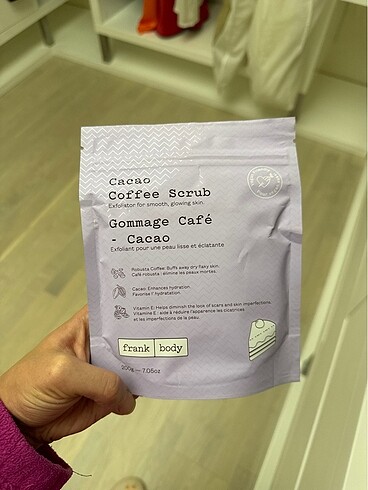 Cacao
Coffee Scrub
Exfoliator for smooth, glowing skin.
Gommage Café
- Cacao
Exfoliant pour une peau lisse et éclatante
Robusta Coffee: Buffs away dry flaky skin.
Café robusta : élimine les peaux mortes.
Cacao: Enhances hydration.
Favorise l'hydratation.
Vitamin E: Helps diminish the look of scars and skin imperfections.
Vitamine E : aide à réduire l'apparence les cicatrices
et les imperfections de la peau.
frank body
200g — 7.05oz